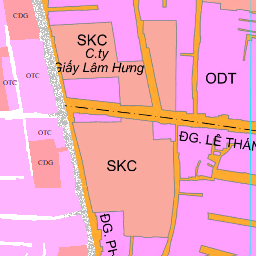 CDG
SKC
C.ty
Giấy Lâm Hưng
OTC
OTC
ODT
OTC
ĐG. LÊ THÁN
CDG
SKC
ĐG. PH